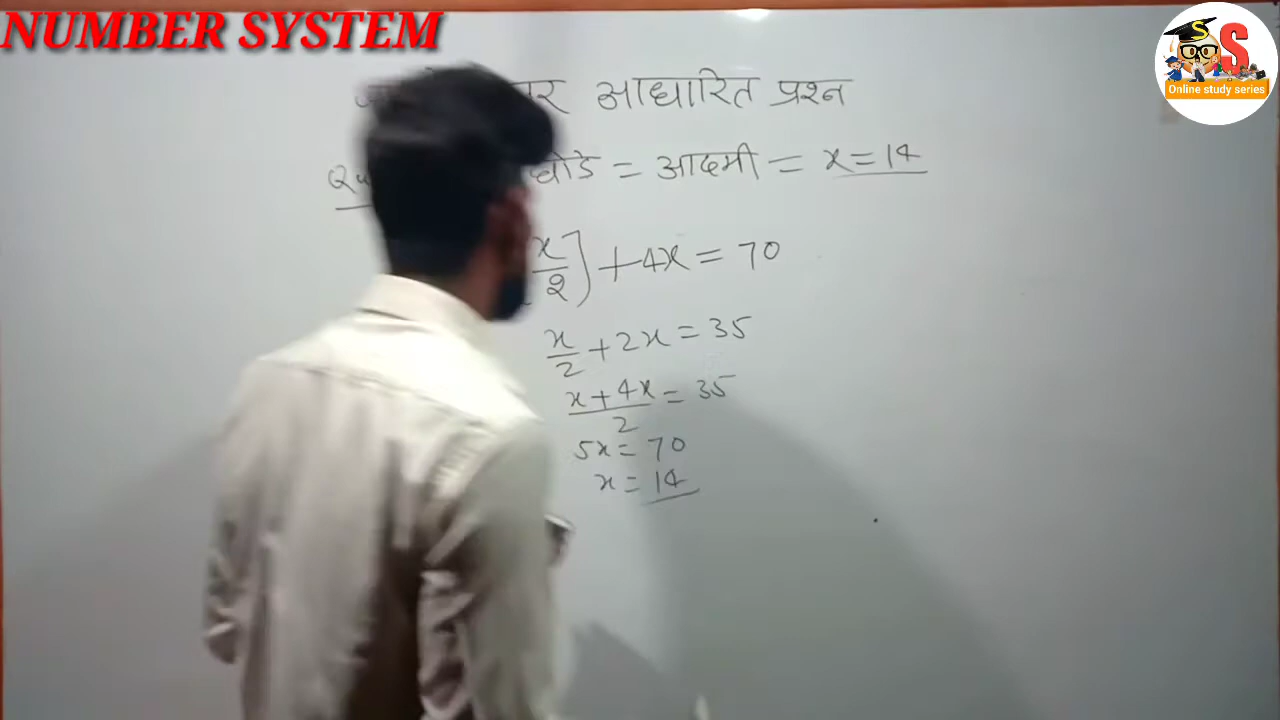 NUMBER SYSTEM
S S
Online study series
आधारित प्रश्न
घोडे = आदमी = x = 14
x/2) + 4x = 70
x/2 + 2x = 35
(x + 4x)/2 = 35
5x = 70
x = 14